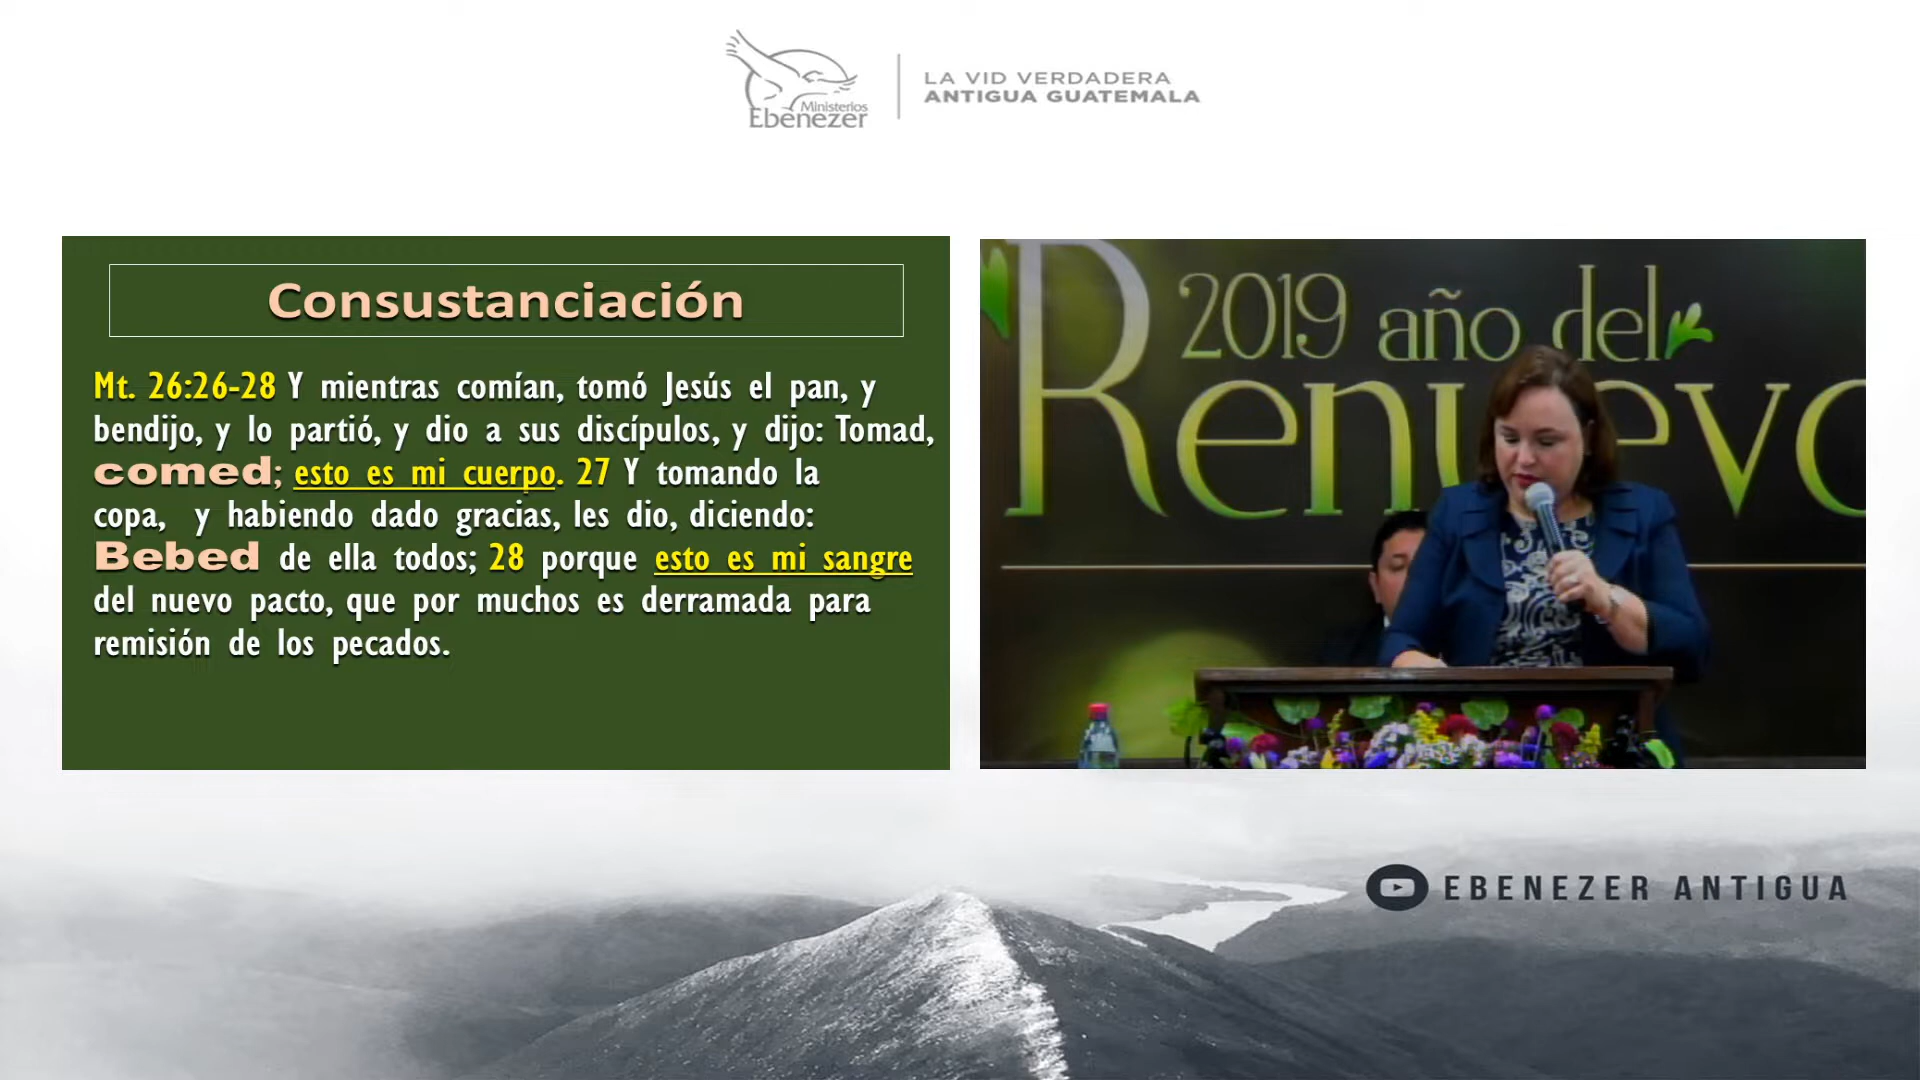 Ministerios
Ebenezer
LA VID VERDADERA
ANTIGUA GUATEMALA
Consustanciación
Mt. 26:26-28 Y mientras comían, tomó Jesús el pan, y
bendijo, y lo partió, y dio a sus discípulos, y dijo: Tomad,
comed; esto es mi cuerpo. 27 Y tomando la
copa, y habiendo dado gracias, les dio, diciendo:
Bebed de ella todos; 28 porque esto es mi sangre
del nuevo pacto, que por muchos es derramada para
remisión de los pecados.
2019 año del
Renuevo
EBENEZER ANTIGUA